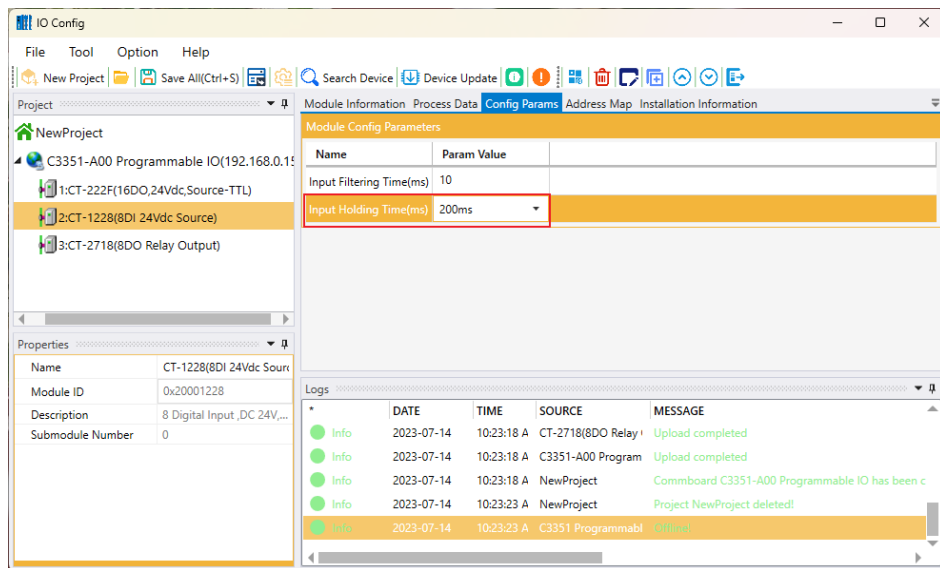 IO Config
File Tool Option Help
New Project Save All(Ctrl+S) Search Device Device Update
Project
NewProject
C3351-A00 Programmable IO(192.168.0.15
1:CT-222F(16DO,24Vdc,Source-TTL)
2:CT-1228(8DI 24Vdc Source)
3:CT-2718(8DO Relay Output)
Properties
Name CT-1228(8DI 24Vdc Sourc
Module ID 0x20001228
Description 8 Digital Input ,DC 24V,...
Submodule Number 0
Module Information Process Data Config Params Address Map Installation Information
Module Config Parameters
Name Param Value
Input Filtering Time(ms) 10
Input Holding Time(ms) 200ms
Logs
* DATE TIME SOURCE MESSAGE
Info 2023-07-14 10:23:18 A CT-2718(8DO Relay Upload completed
Info 2023-07-14 10:23:18 A C3351-A00 Program Upload completed
Info 2023-07-14 10:23:18 A NewProject Commboard C3351-A00 Programmable IO has been c
Info 2023-07-14 10:23:23 A NewProject Project NewProject deleted!
Info 2023-07-14 10:23:23 A C3351 Programmabl